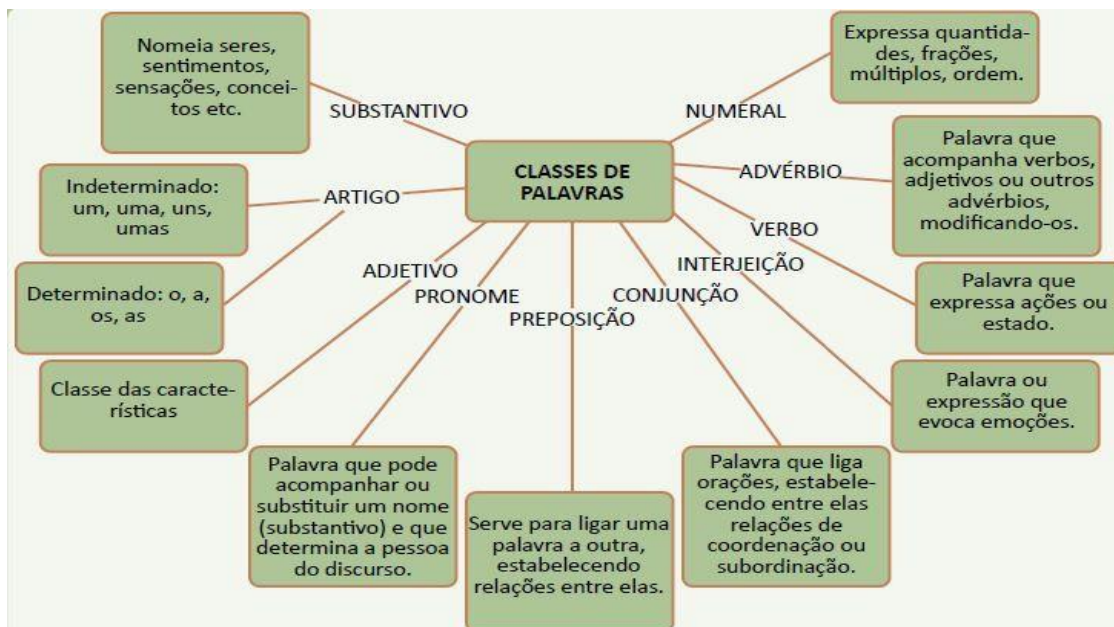 Nomeia seres,
sentimentos,
sensações, concei-
tos etc.
SUBSTANTIVO
Indeterminado:
um, uma, uns,
umas
ARTIGO
Determinado: o, a,
os, as
ADJETIVO
Classe das caracte-
rísticas
PRONOME
Palavra que pode
acompanhar ou
substituir um nome
(substantivo) e que
determina a pessoa
do discurso.
CLASSES DE
PALAVRAS
PREPOSIÇÃO
Serve para ligar uma
palavra a outra,
estabelecendo
relações entre elas.
CONJUNÇÃO
Palavra que liga
orações, estabele-
cendo entre elas
relações de
coordenação ou
subordinação.
INTERJEIÇÃO
Palavra ou
expressão que
evoca emoções.
VERBO
Palavra que
expressa ações ou
estado.
ADVÉRBIO
Palavra que
acompanha verbos,
adjetivos ou outros
advérbios,
modificando-os.
NUMERAL
Expressa quantida-
des, frações,
múltiplos, ordem.